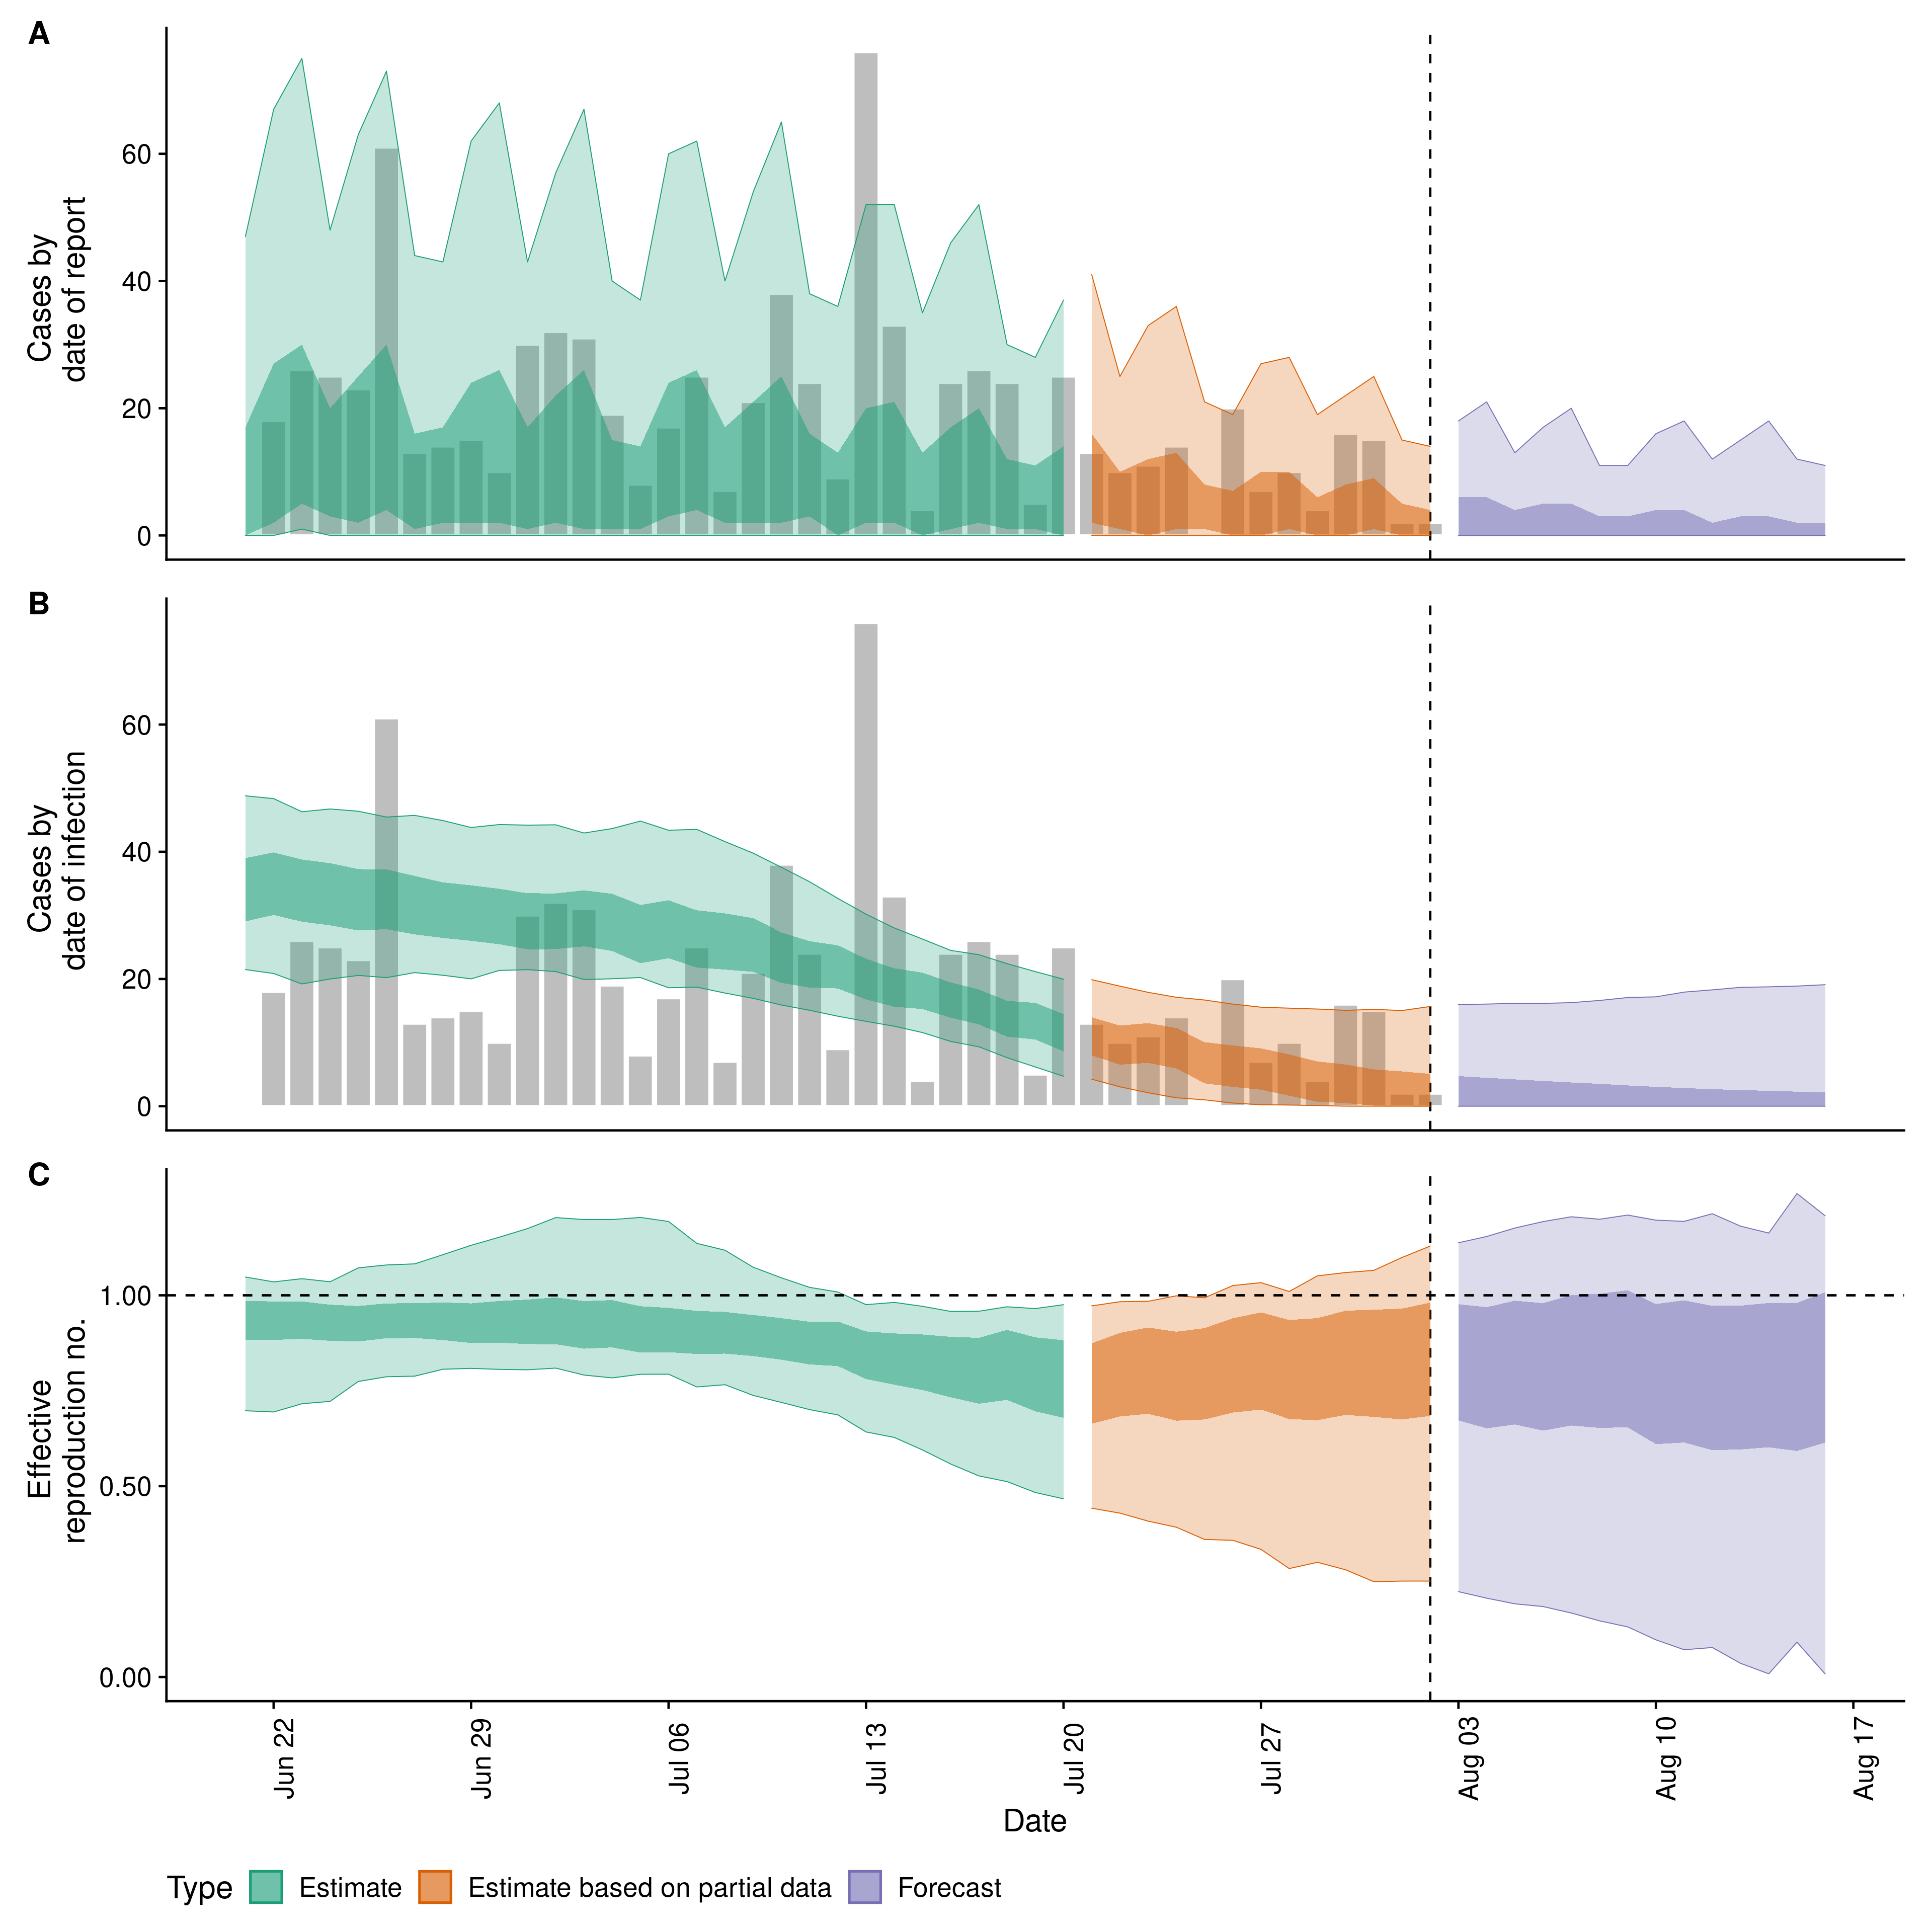 A
Cases by
date of report
60
40
20
0
B
Cases by
date of infection
60
40
20
0
C
Effective
reproduction no.
1.00
0.50
0.00
Jun 22
Jun 29
Jul 06
Jul 13
Jul 20
Jul 27
Aug 03
Aug 10
Aug 17
Date
Type Estimate Estimate based on partial data Forecast